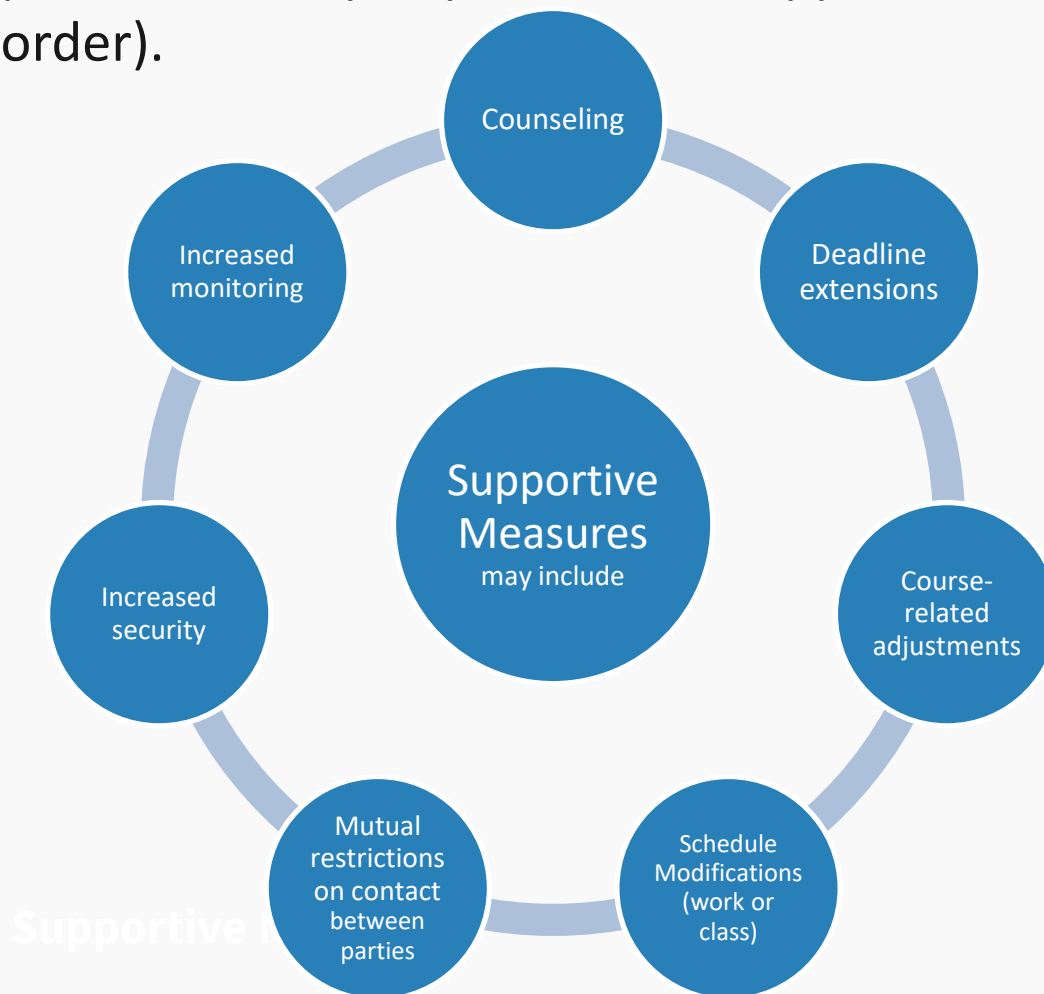 order).
Counseling
Deadline
extensions
Course-
related
adjustments
Schedule
Modifications
(work or
class)
Mutual
restrictions
on contact
between
parties
Increased
security
Increased
monitoring
Supportive
Measures
may include
Supportive